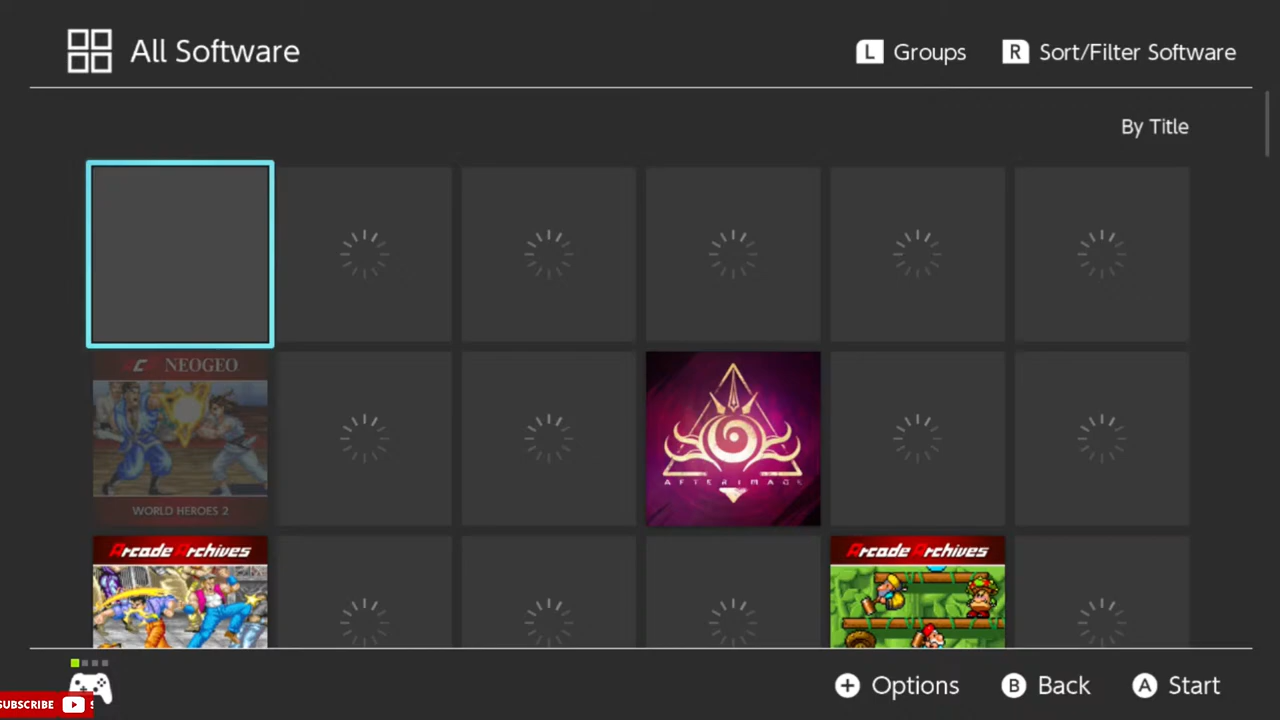 All Software
L Groups
R Sort/Filter Software
By Title
NEOGEO
WORLD HEROES 2
AFTERIMAGE
Arcade Archives
Arcade Archives
+ Options
B Back
A Start
SUBSCRIBE